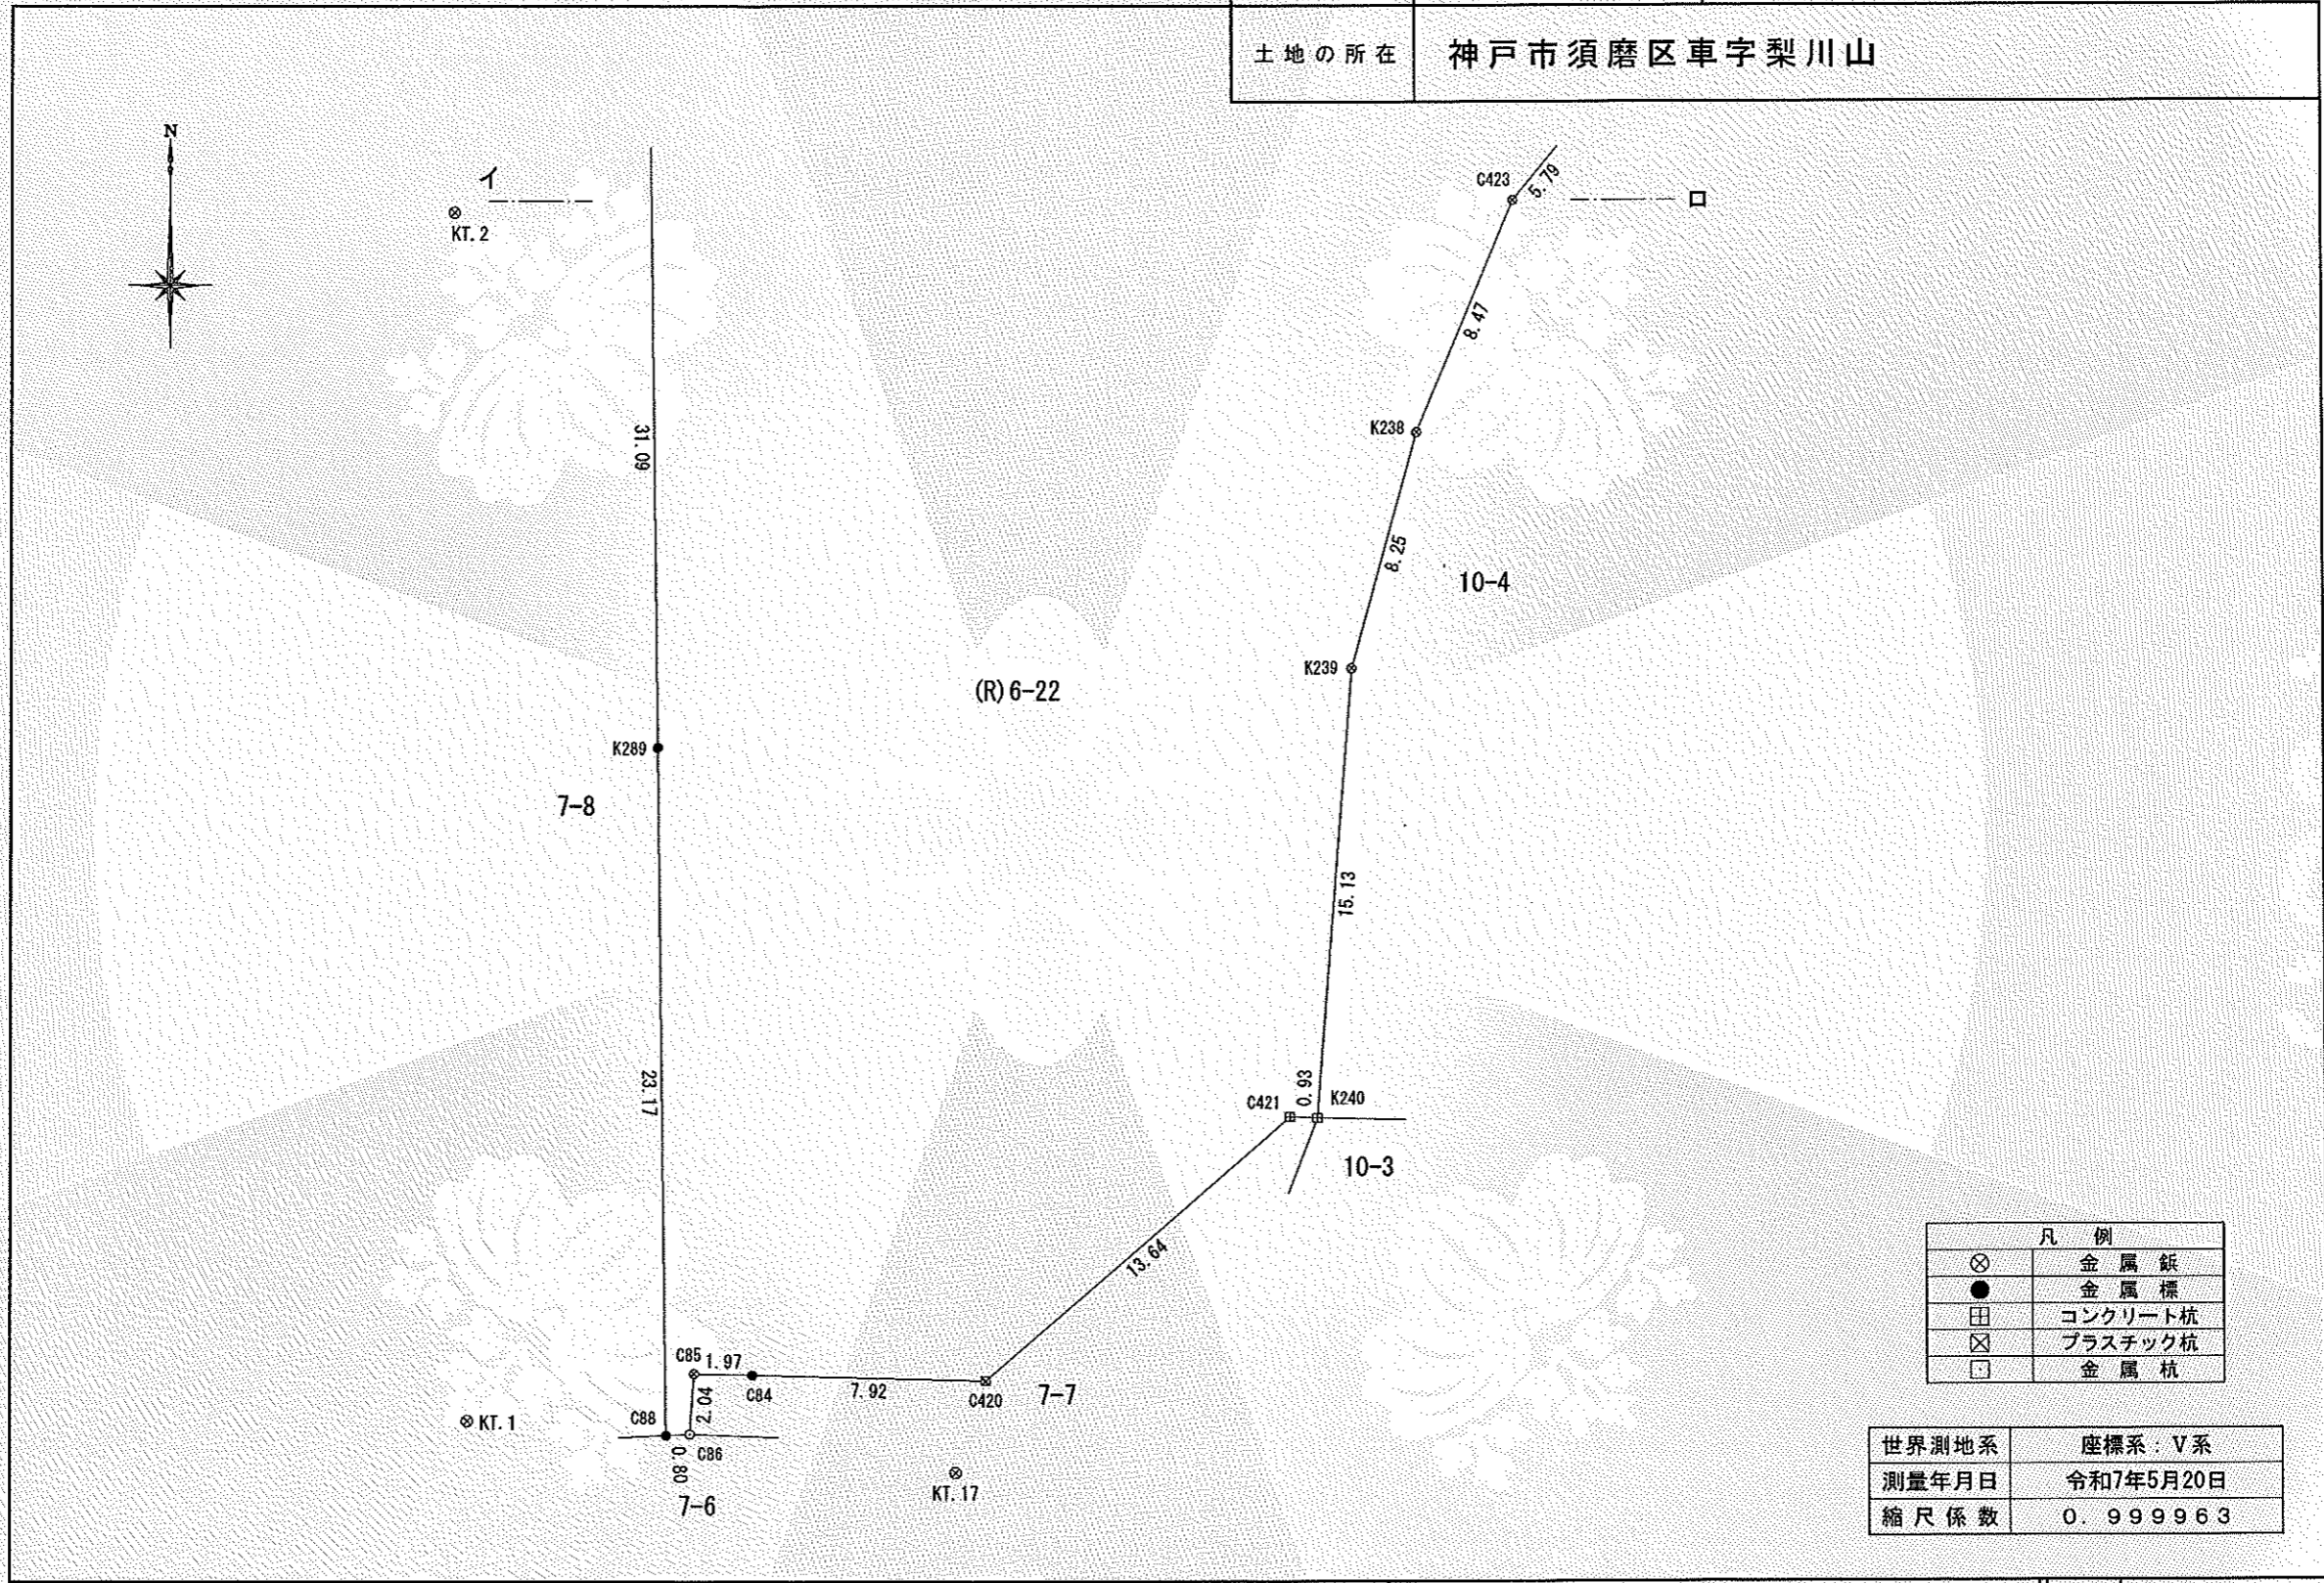 土地の所在 神戸市須磨区車字梨川山
N
イ
KT. 2
C423
5.79
ロ
8.47
K238
31.09
8.25
10-4
K239
(R)6-22
K289
7-8
15.13
23.17
0.93
C421
K240
10-3
13.64
C85
1.97
C84
7.92
C420
7-7
2.04
C88
C86
KT. 1
0.80
7-6
KT. 17
凡 例
金 属 鋲
金 属 標
コンクリート杭
プラスチック杭
金 属 杭
世界測地系 座標系：Ⅴ系
測量年月日 令和7年5月20日
縮尺係数 0.999963